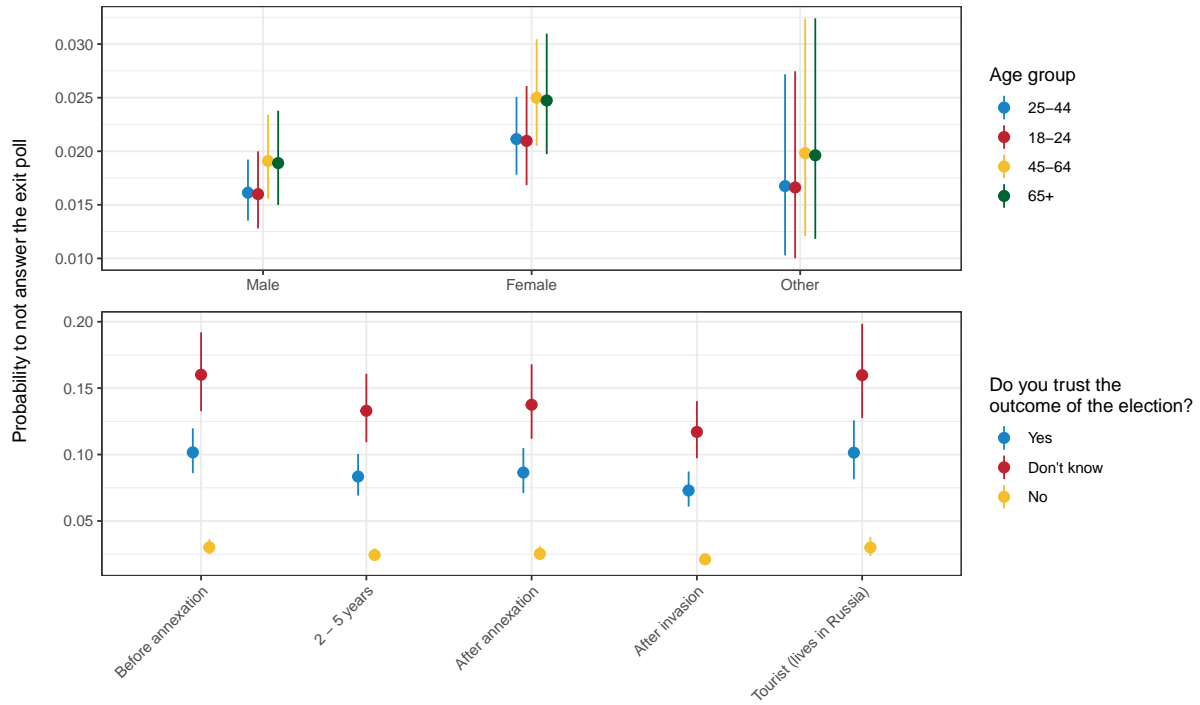 Probability to not answer the exit poll
0.030
0.025
0.020
0.015
0.010
Male Female Other
Age group
25–44
18–24
45–64
65+
0.20
0.15
0.10
0.05
Before annexation
2 – 5 years
After annexation
After invasion
Tourist (lives in Russia)
Do you trust the
outcome of the election?
Yes
Don't know
No